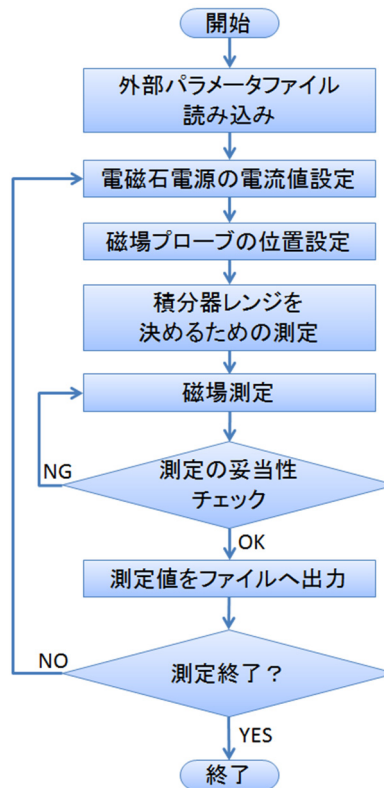 開始
外部パラメータファイル
読み込み
電磁石電源の電流値設定
磁場プローブの位置設定
積分器レンジを
決めるための測定
磁場測定
測定の妥当性
チェック
NG
OK
測定値をファイルへ出力
測定終了？
NO
YES
終了